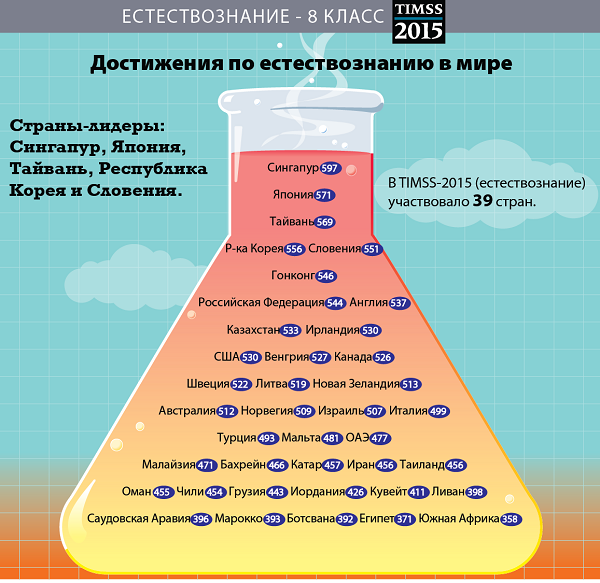 ЕСТЕСТВОЗНАНИЕ - 8 КЛАСС
TIMSS
2015
Достижения по естествознанию в мире
Страны-лидеры:
Сингапур, Япония,
Тайвань, Республика
Корея и Словения.
В TIMSS-2015 (естествознание)
участвовало 39 стран.
Сингапур 597
Япония 571
Тайвань 569
Р-ка Корея 556 Словения 551
Гонконг 546
Российская Федерация 544 Англия 537
Казахстан 533 Ирландия 530
США 530 Венгрия 527 Канада 526
Швеция 522 Литва 519 Новая Зеландия 513
Австралия 512 Норвегия 509 Израиль 507 Италия 499
Турция 493 Мальта 481 ОАЭ 477
Малайзия 471 Бахрейн 466 Катар 457 Иран 456 Таиланд 456
Оман 455 Чили 454 Грузия 443 Иордания 426 Кувейт 411 Ливан 398
Саудовская Аравия 396 Марокко 393 Ботсвана 392 Египет 371 Южная Африка 358